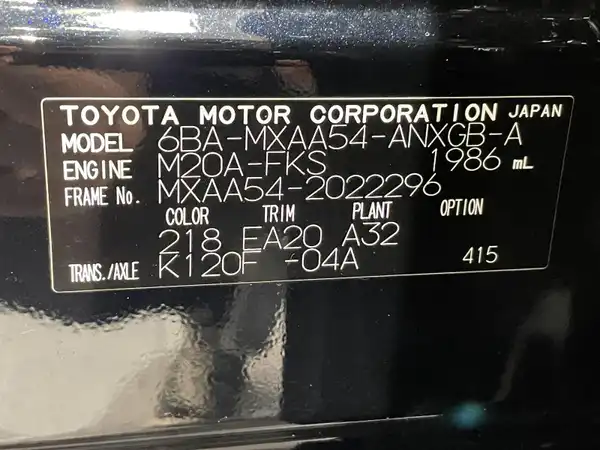 TOYOTA MOTOR CORPORATION JAPAN
MODEL 6BA-MXAA54-ANXGB-A
ENGINE M20A-FKS 1986 mL
FRAME No. MXAA54-2022296
COLOR TRIM PLANT OPTION
218 EA20 A32
TRANS./AXLE K120F -04A 415